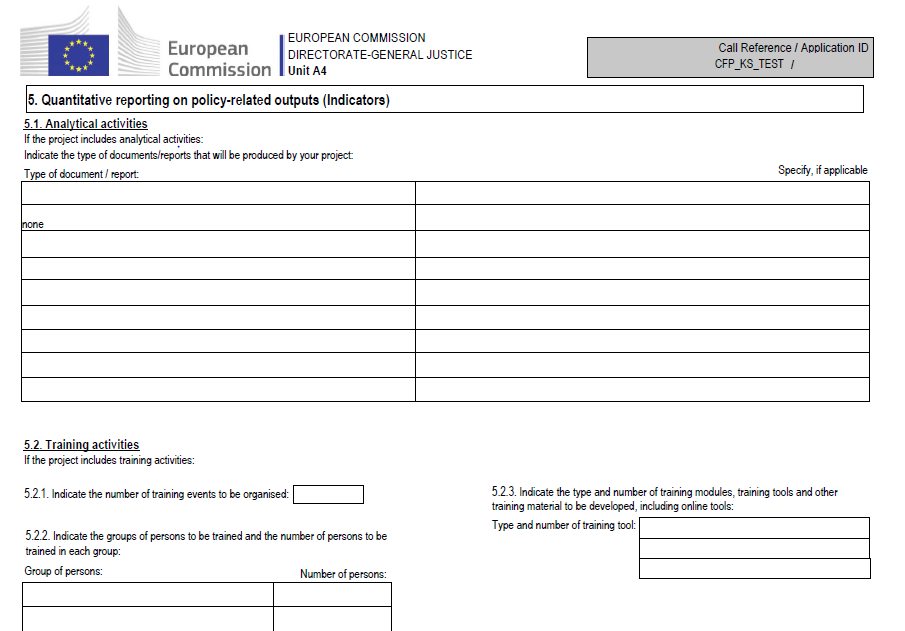 European
Commission
EUROPEAN COMMISSION
DIRECTORATE-GENERAL JUSTICE
Unit A4
Call Reference / Application ID
CFP_KS_TEST /
5. Quantitative reporting on policy-related outputs (Indicators)
5.1. Analytical activities
If the project includes analytical activities:
Indicate the type of documents/reports that will be produced by your project:
Type of document / report:
Specify, if applicable
none
5.2. Training activities
If the project includes training activities:
5.2.1. Indicate the number of training events to be organised:
5.2.2. Indicate the groups of persons to be trained and the number of persons to be
trained in each group:
Group of persons:
Number of persons:
5.2.3. Indicate the type and number of training modules, training tools and other
training material to be developed, including online tools:
Type and number of training tool: